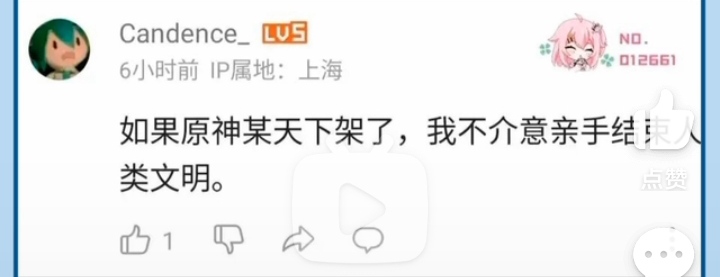 Candence_ LV5
NO.
012661
6小时前 IP属地：上海
如果原神某天下架了，我不介意亲手结束人
类文明。
点赞
1